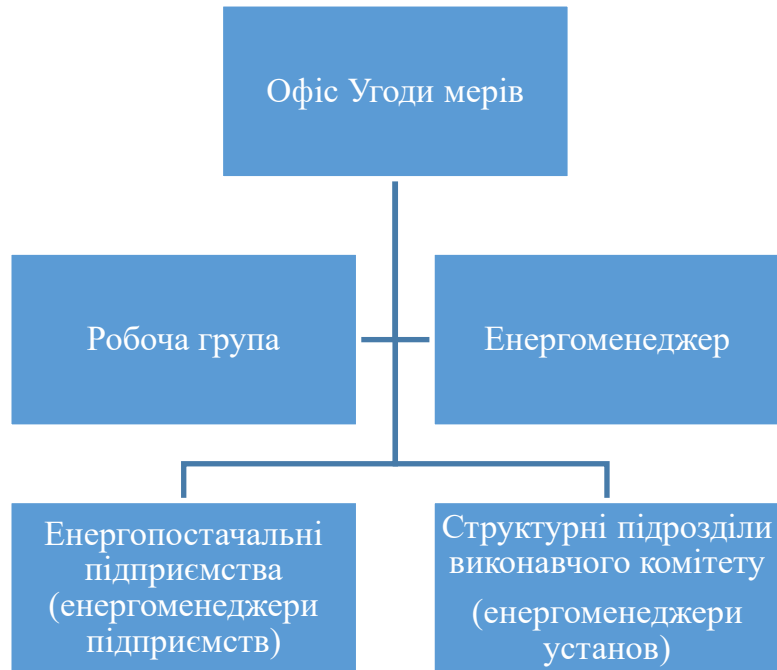 Офіс Угоди мерів
Робоча група
Енергоменеджер
Енергопостачальні
підприємства
(енергоменеджери
підприємств)
Структурні підрозділи
виконавчого комітету
(енергоменеджери
установ)